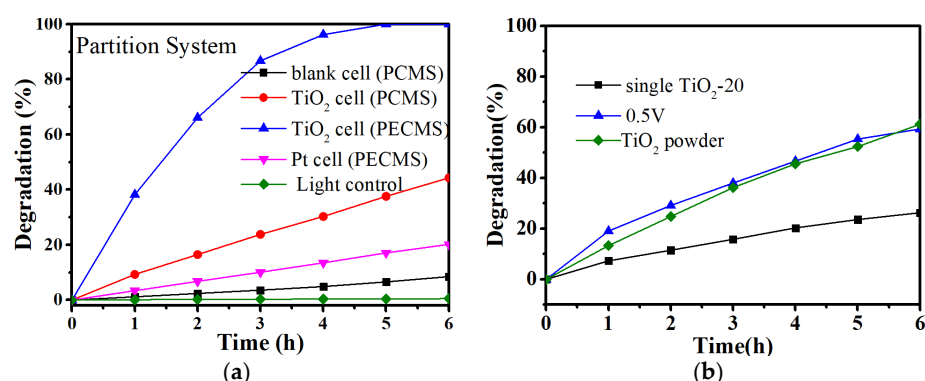 Partition System
blank cell (PCMS)
TiO₂ cell (PCMS)
TiO₂ cell (PECMS)
Pt cell (PECMS)
Light control
Degradation (%)
100
80
60
40
20
0
0 1 2 3 4 5 6
Time (h)
(a)
single TiO₂-20
0.5V
TiO₂ powder
Degradation(%)
100
80
60
40
20
0
0 1 2 3 4 5 6
Time(h)
(b)